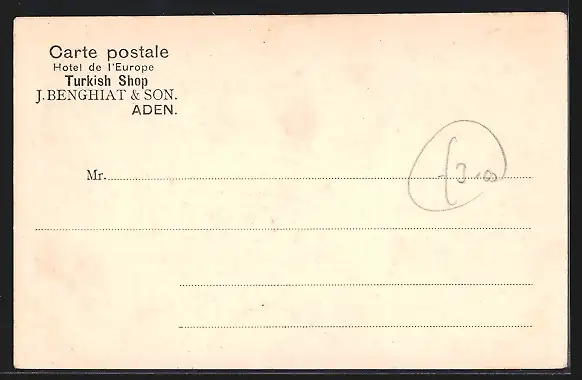 Carte postale
Hotel de l'Europe
Turkish Shop
J. BENGHIAT & SON.
ADEN.
Mr.